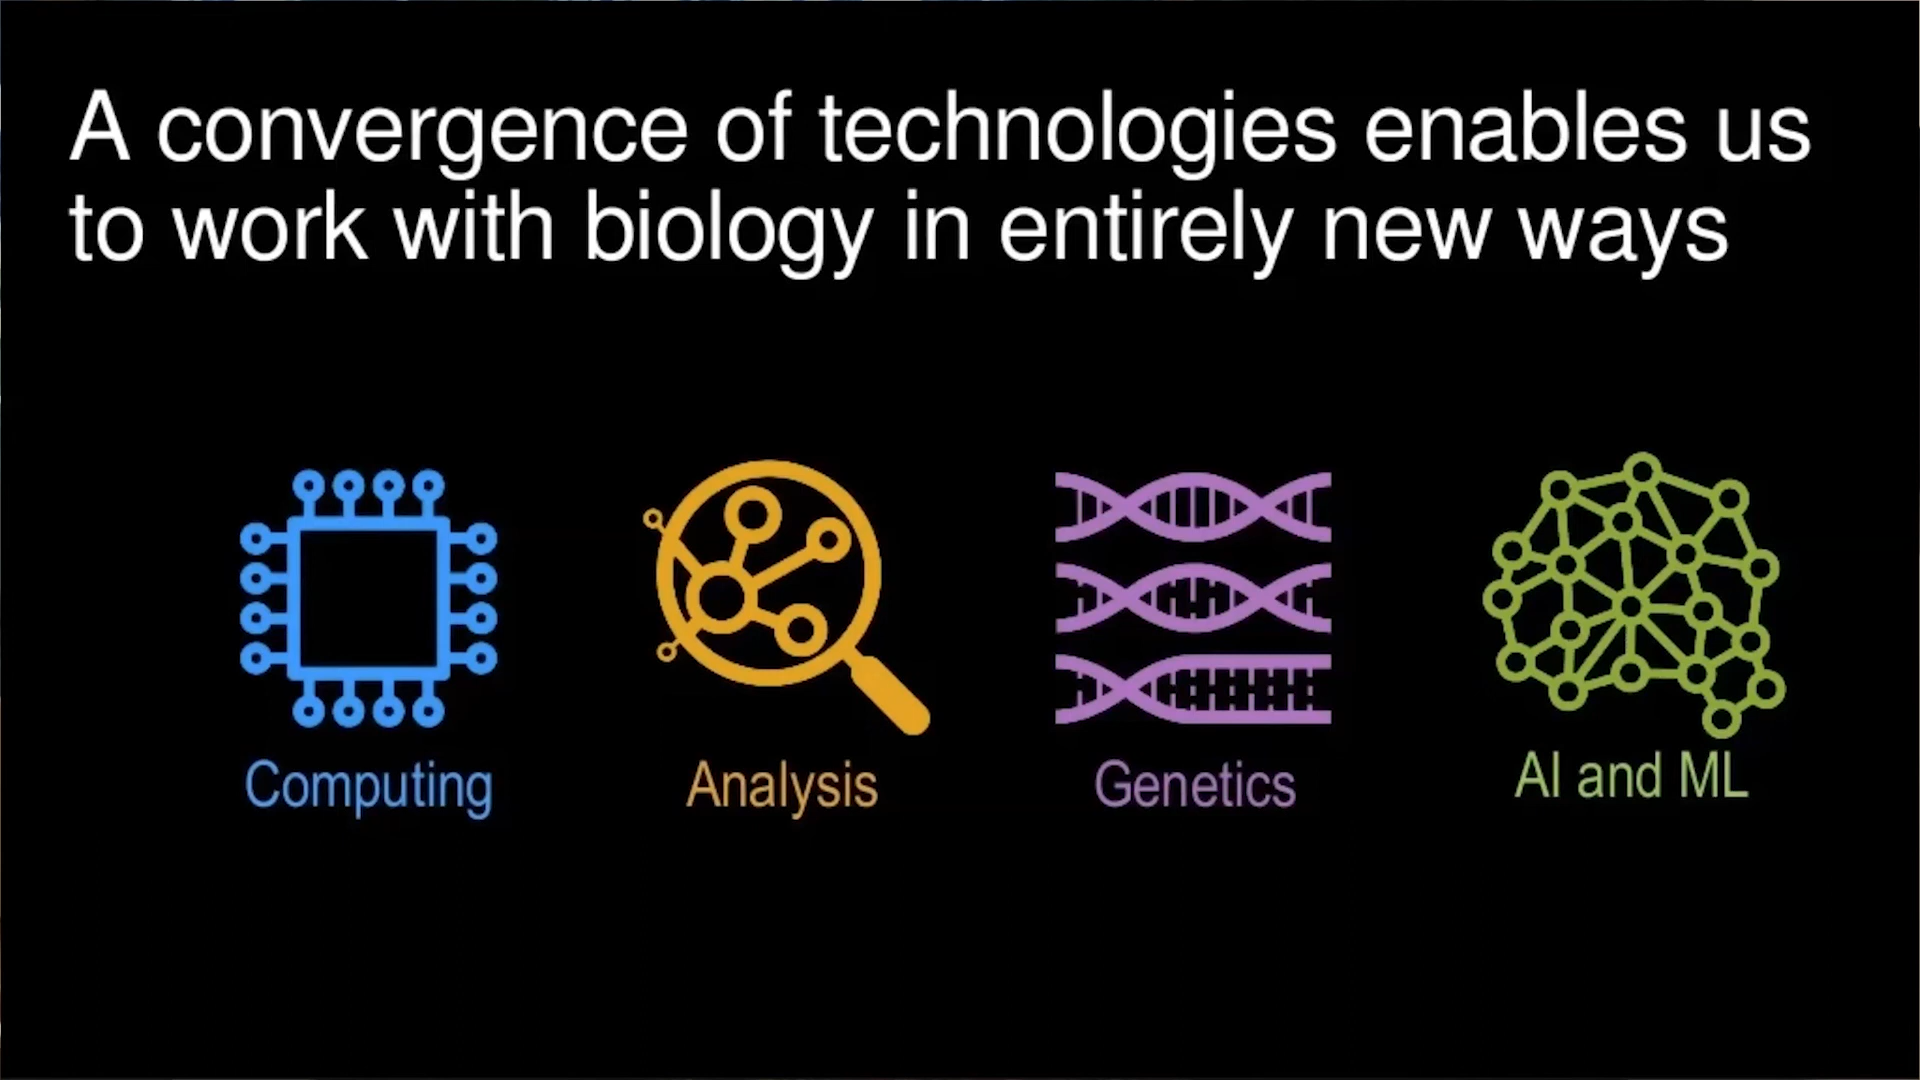 A convergence of technologies enables us
to work with biology in entirely new ways
Computing
Analysis
Genetics
AI and ML